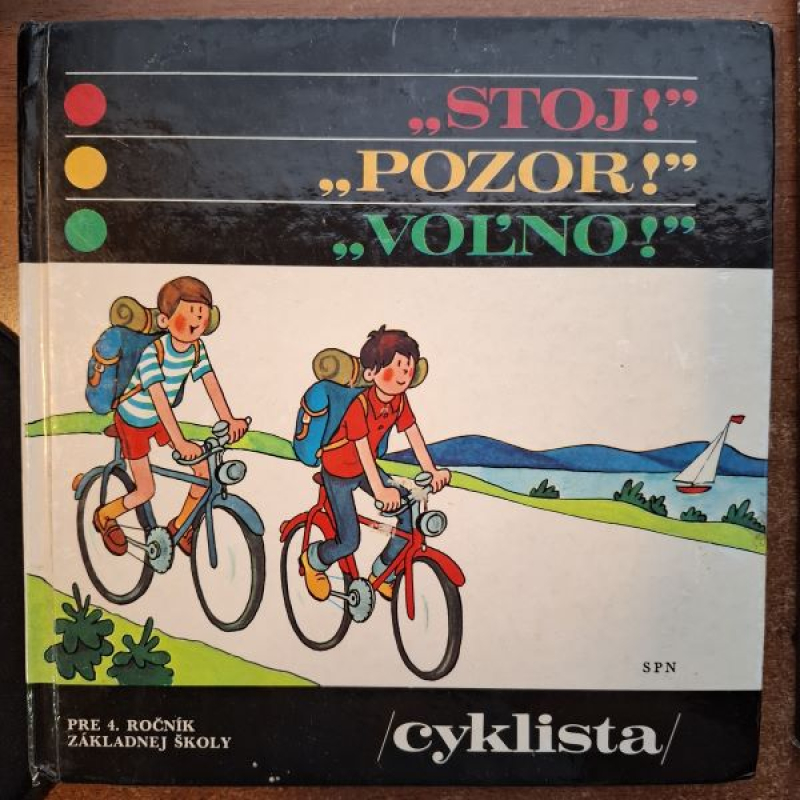 „STOJ!”
„POZOR!”
„VOĽNO!”
SPN
PRE 4. ROČNÍK
ZÁKLADNEJ ŠKOLY
/cyklista/